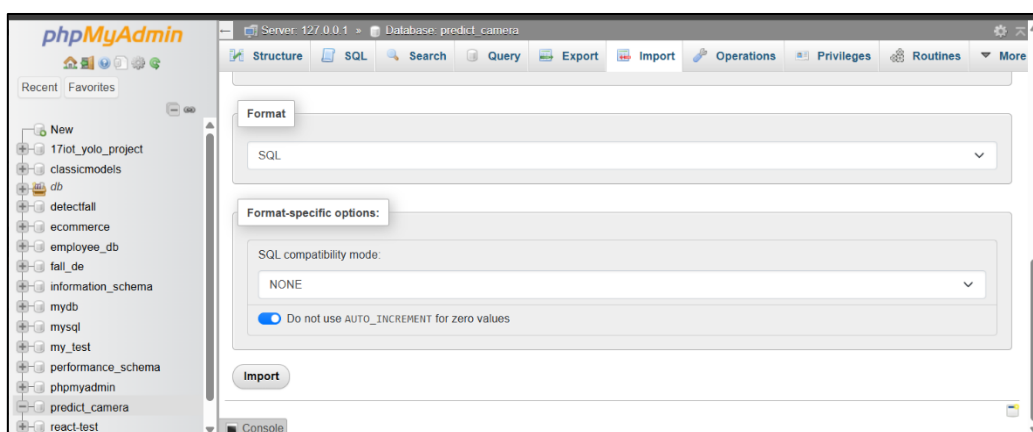 phpMyAdmin
Recent Favorites
New
17iot_yolo_project
classicmodels
db
detectfall
ecommerce
employee_db
fall_de
information_schema
mydb
mysql
my_test
performance_schema
phpmyadmin
predict_camera
react-test
Server: 127.0.0.1 » Database: predict_camera
Structure SQL Search Query Export Import Operations Privileges Routines More
Format
SQL
Format-specific options:
SQL compatibility mode:
NONE
Do not use AUTO_INCREMENT for zero values
Import
Console